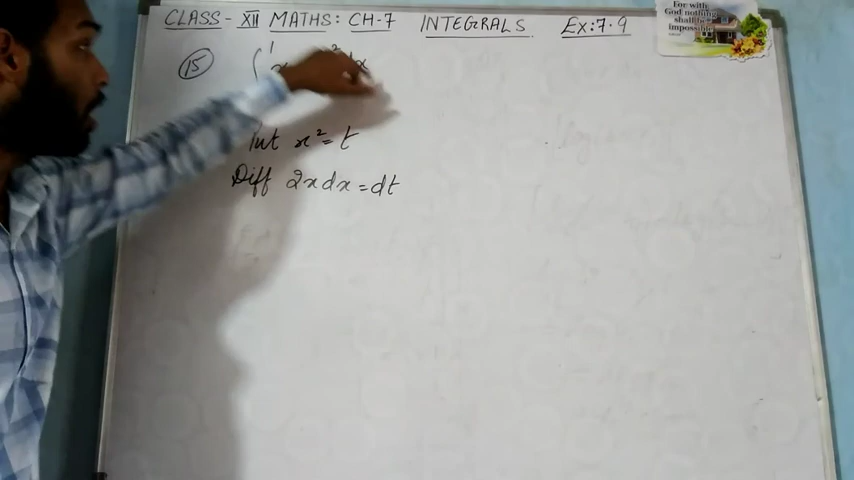 CLASS - XII MATHS: CH-7 INTEGRALS Ex: 7.9
For with
God nothing
shall be
impossible
15
Put x² = t
Diff 2x dx = dt